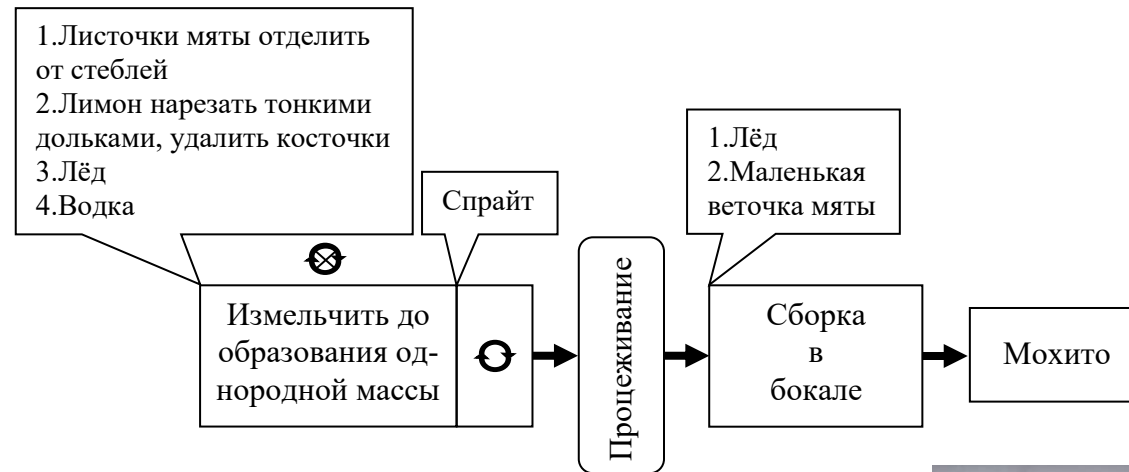 1.Листочки мяты отделить
от стеблей
2.Лимон нарезать тонкими
дольками, удалить косточки
3.Лёд
4.Водка
Спрайт
1.Лёд
2.Маленькая
веточка мяты
Измельчить до
образования од-
нородной массы
Процеживание
Сборка
в
бокале
Мохито